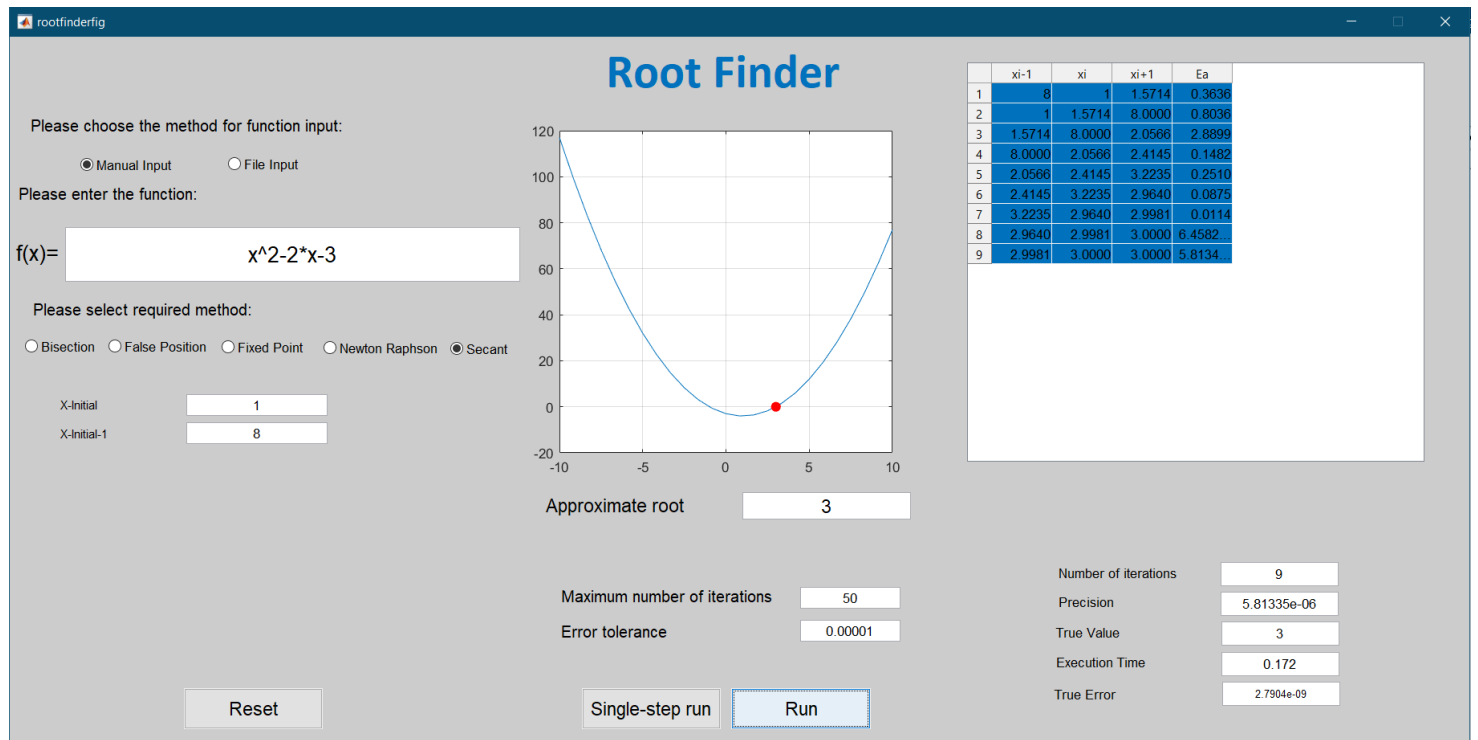 rootfinderfig
Root Finder
Please choose the method for function input:
Manual Input File Input
Please enter the function:
f(x)= x^2-2*x-3
Please select required method:
Bisection False Position Fixed Point Newton Raphson Secant
X-Initial 1
X-Initial-1 8
120
100
80
60
40
20
0
-20
-10 -5 0 5 10
Approximate root 3
Maximum number of iterations 50
Error tolerance 0.00001
Reset
Single-step run
Run
xi-1 xi xi+1 Ea
1 8 1 1.5714 0.3636
2 1 1.5714 8.0000 0.8036
3 1.5714 8.0000 2.0566 2.8899
4 8.0000 2.0566 2.4145 0.1482
5 2.0566 2.4145 3.2235 0.2510
6 2.4145 3.2235 2.9640 0.0875
7 3.2235 2.9640 2.9981 0.0114
8 2.9640 2.9981 3.0000 6.4582...
9 2.9981 3.0000 3.0000 5.8134...
Number of iterations 9
Precision 5.81335e-06
True Value 3
Execution Time 0.172
True Error 2.7904e-09